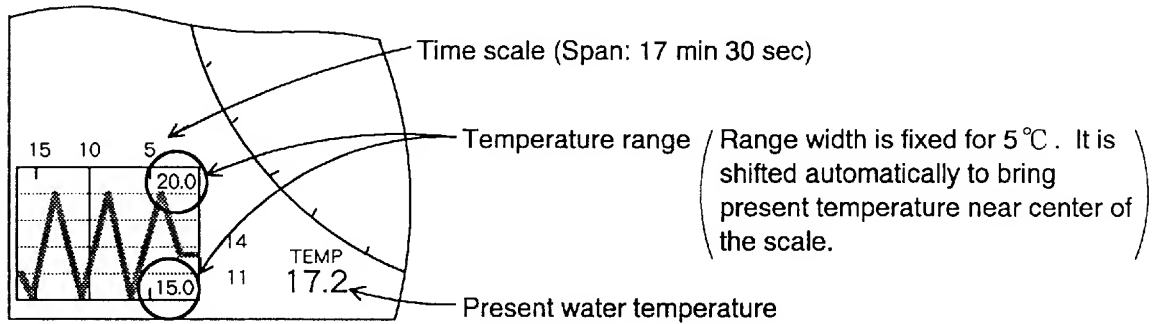 Time scale (Span: 17 min 30 sec)
15 10 5
Temperature range
Range width is fixed for 5℃. It is
shifted automatically to bring
present temperature near center of
the scale.
20.0
14
11
15.0
TEMP
17.2
Present water temperature